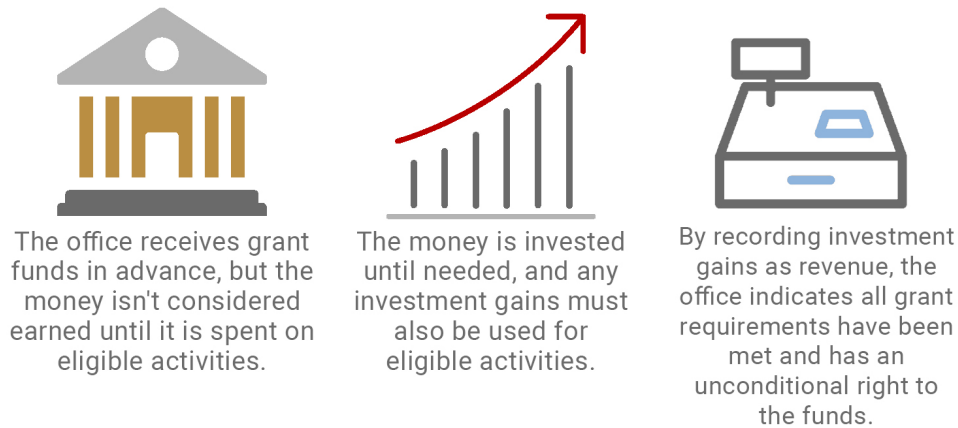 The office receives grant
funds in advance, but the
money isn't considered
earned until it is spent on
eligible activities.
The money is invested
until needed, and any
investment gains must
also be used for
eligible activities.
By recording investment
gains as revenue, the
office indicates all grant
requirements have been
met and has an
unconditional right to
the funds.